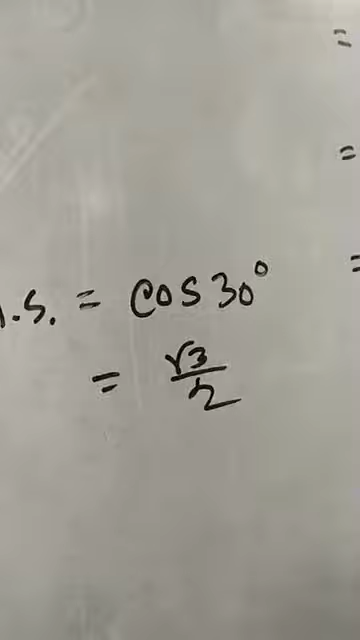 .S. = cos 30°
= √3/2
=
=
=